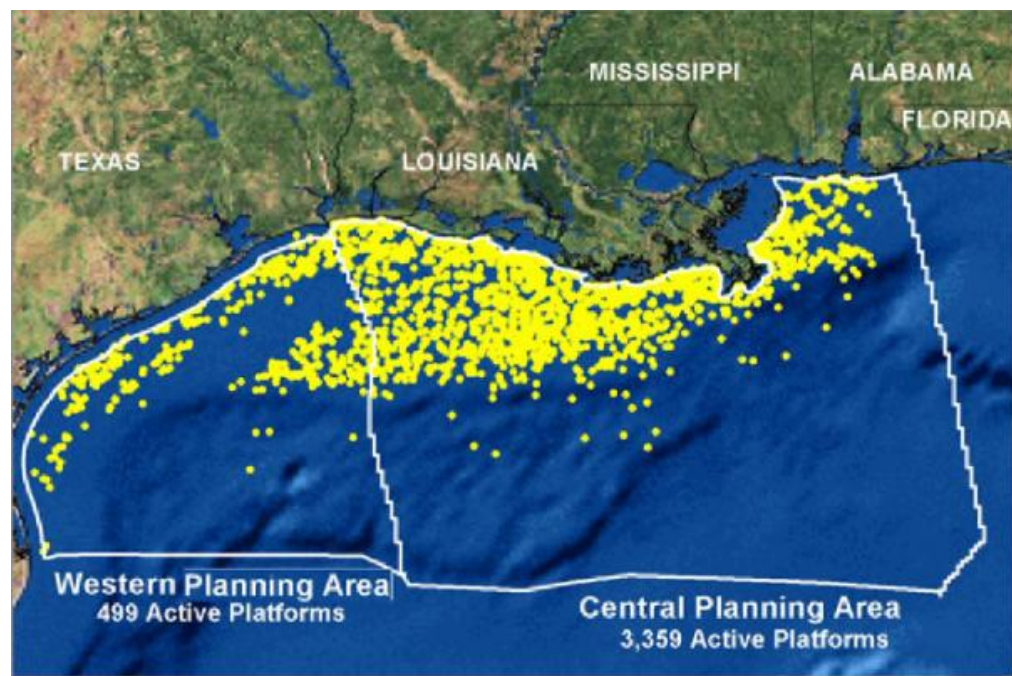 MISSISSIPPI
ALABAMA
FLORIDA
TEXAS
LOUISIANA
Western Planning Area
499 Active Platforms
Central Planning Area
3,359 Active Platforms